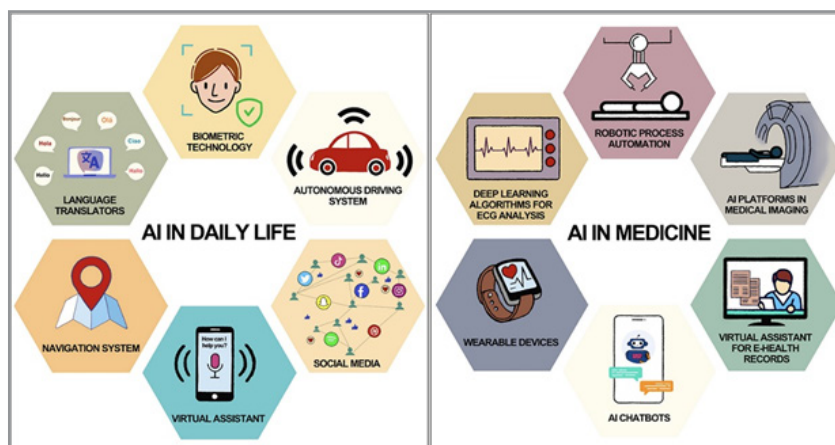 BIOMETRIC
TECHNOLOGY
Bonjour
Olá
Hola
Ciao
Hello
Hello
LANGUAGE
TRANSLATORS
AUTONOMOUS DRIVING
SYSTEM
AI IN DAILY LIFE
NAVIGATION SYSTEM
How can I
help you?
VIRTUAL ASSISTANT
SOCIAL MEDIA
ROBOTIC PROCESS
AUTOMATION
DEEP LEARNING
ALGORITHMS FOR
ECG ANALYSIS
AI PLATFORMS IN
MEDICAL IMAGING
AI IN MEDICINE
WEARABLE DEVICES
AI CHATBOTS
VIRTUAL ASSISTANT
FOR E-HEALTH
RECORDS